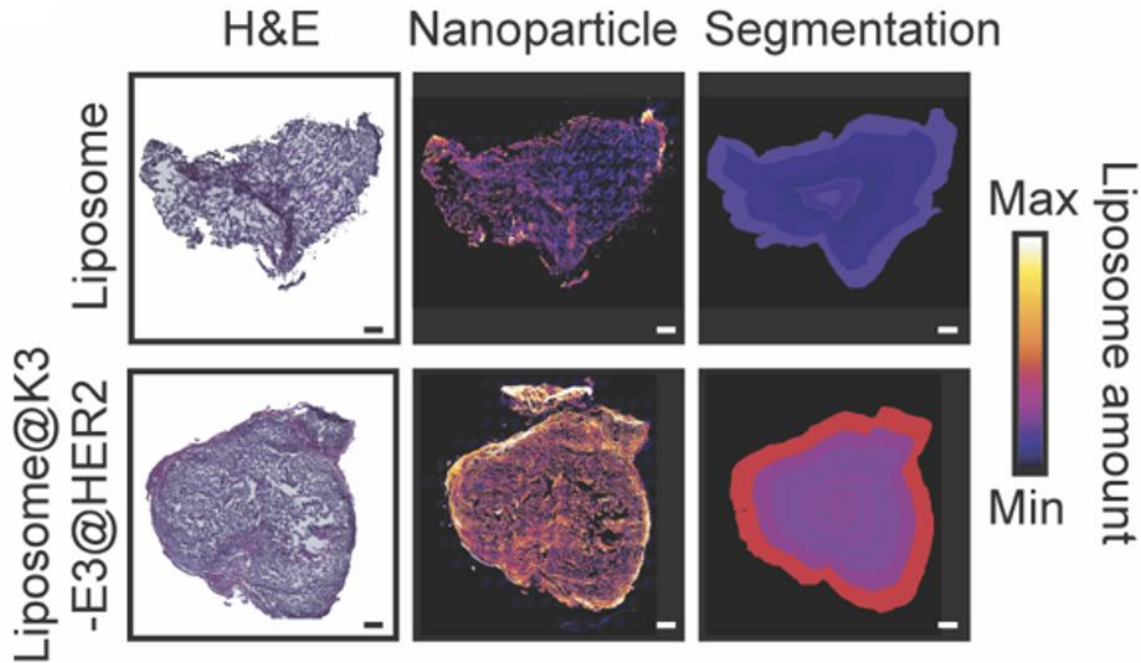 H&E Nanoparticle Segmentation
Liposome
Liposome@K3
-E3@HER2
Max
Min
Liposome amount